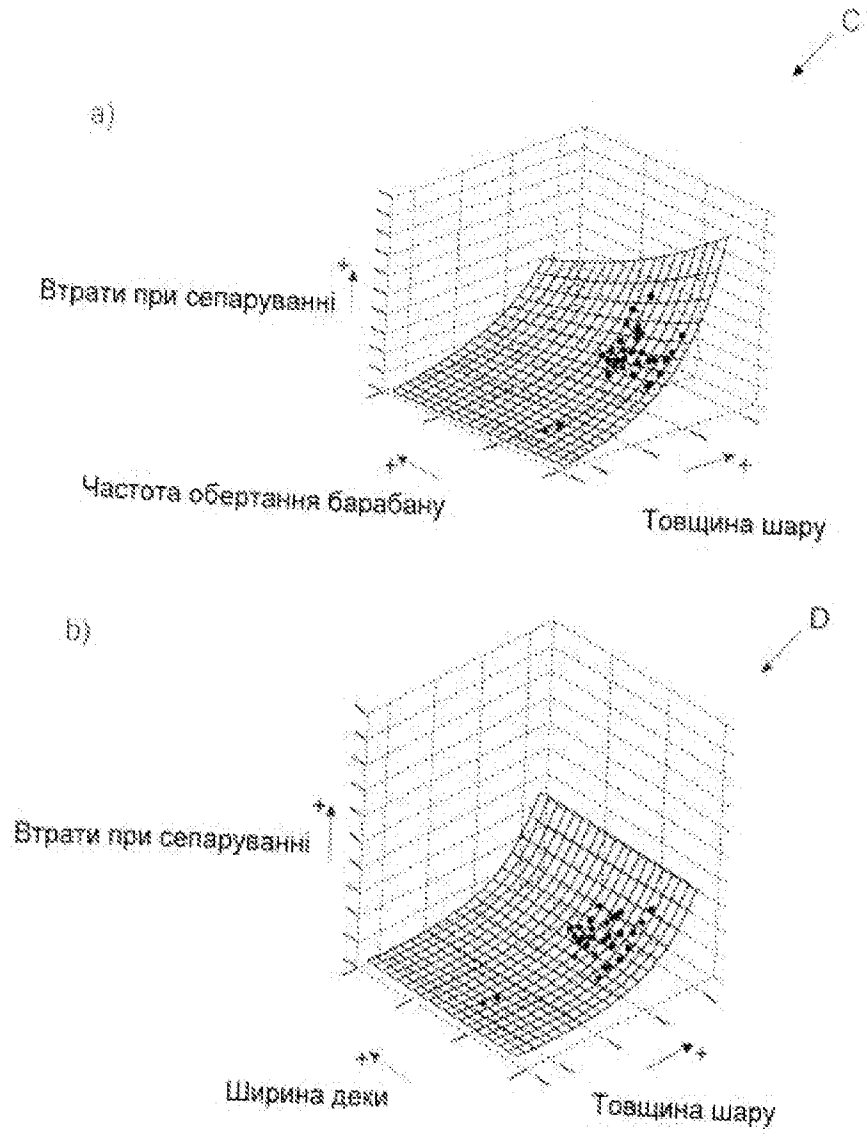 C
a)
+
Втрати при сепаруванні
+
+
Частота обертання барабану
Товщина шару
D
b)
+
Втрати при сепаруванні
+
+
Ширина деки
Товщина шару